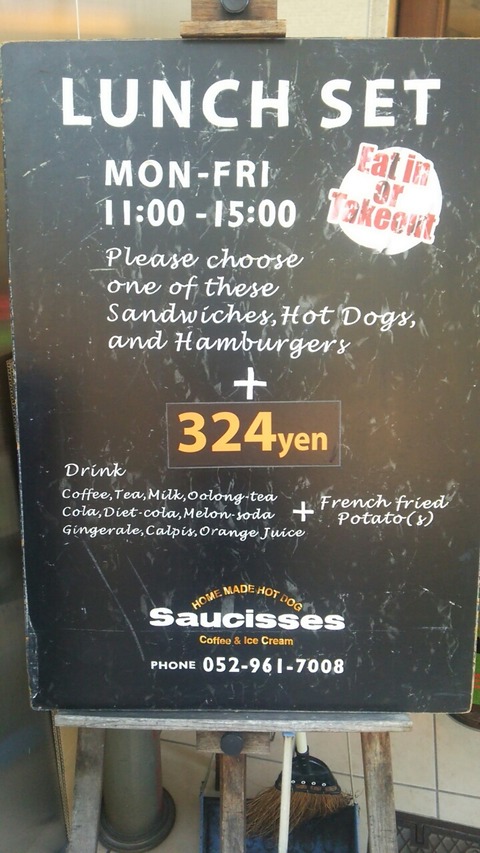 LUNCH SET
MON-FRI
11:00 - 15:00
Eat in
or
Takeout
Please choose
one of these
Sandwiches, Hot Dogs,
and Hamburgers
+
324yen
Drink
Coffee, Tea, Milk, Oolong-tea
Cola, Diet-cola, Melon-soda
Gingerale, Calpis, Orange Juice
+
French fried
Potato(s)
HOME MADE HOT DOG
Saucisses
Coffee & Ice Cream
PHONE 052-961-7008